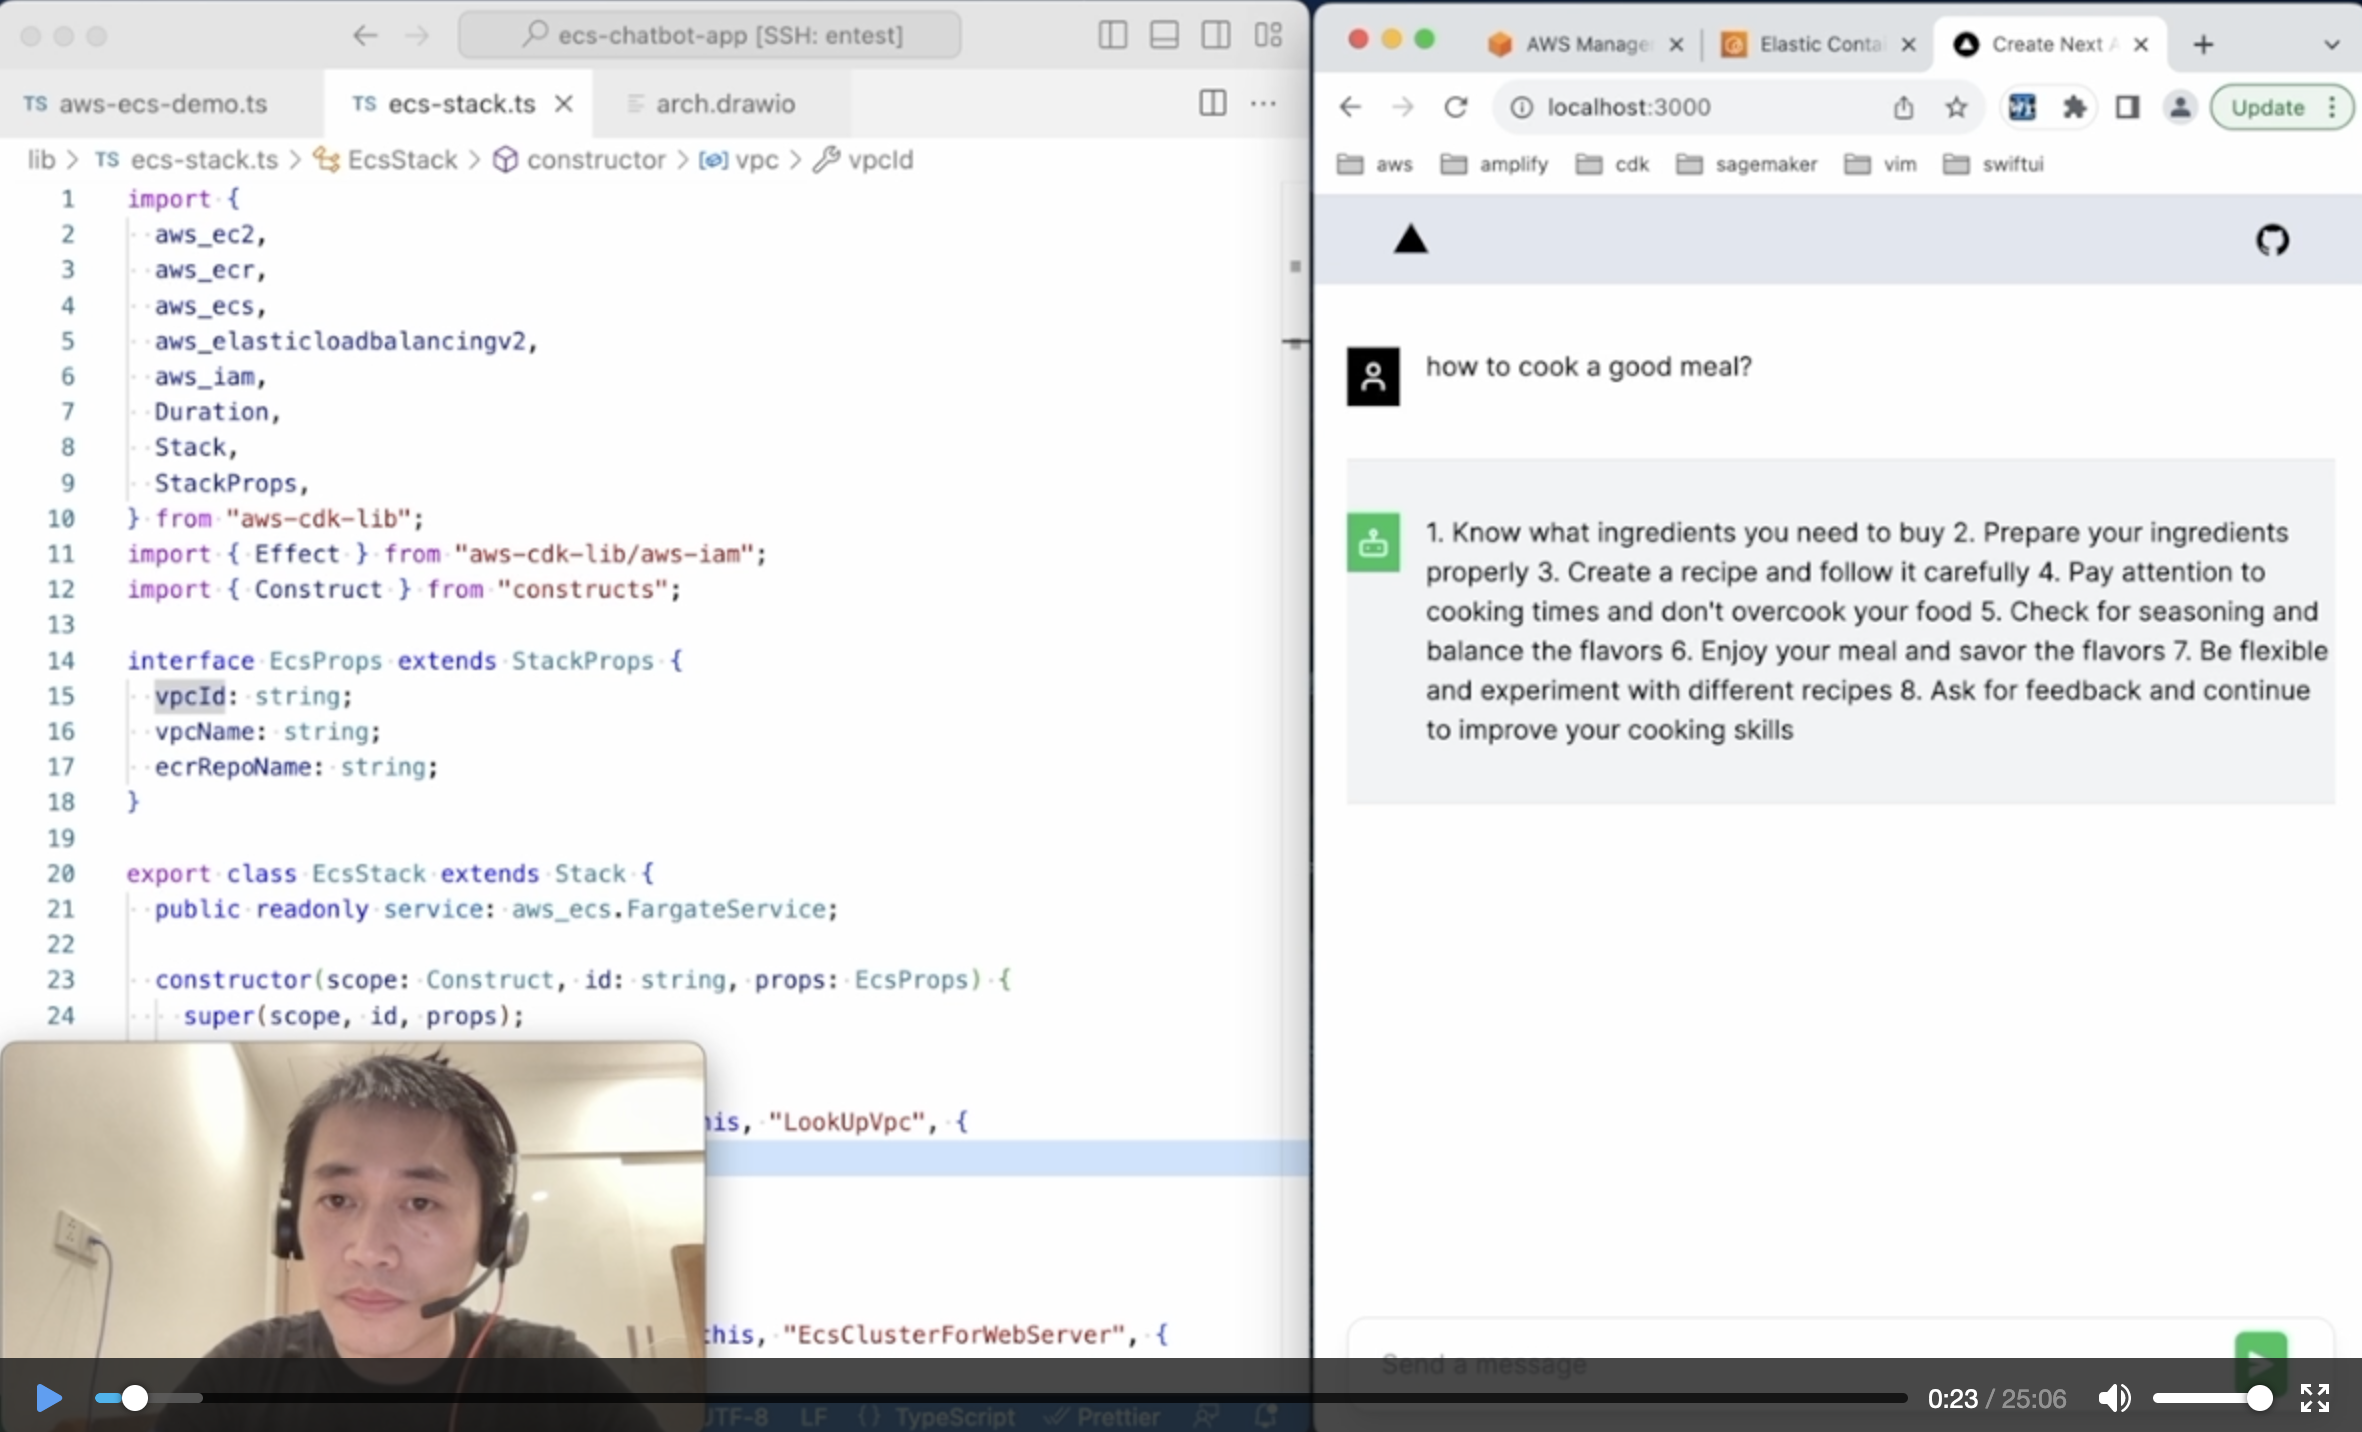 ecs-chatbot-app [SSH: entest]
TS aws-ecs-demo.ts
TS ecs-stack.ts
arch.drawio
lib > TS ecs-stack.ts > EcsStack > constructor > vpc > vpcId
1 import {
2 aws_ec2,
3 aws_ecr,
4 aws_ecs,
5 aws_elasticloadbalancingv2,
6 aws_iam,
7 Duration,
8 Stack,
9 StackProps,
10 } from "aws-cdk-lib";
11 import { Effect } from "aws-cdk-lib/aws-iam";
12 import { Construct } from "constructs";
13
14 interface EcsProps extends StackProps {
15 vpcId: string;
16 vpcName: string;
17 ecrRepoName: string;
18 }
19
20 export class EcsStack extends Stack {
21 public readonly service: aws_ecs.FargateService;
22
23 constructor(scope: Construct, id: string, props: EcsProps) {
24 super(scope, id, props);
his, "LookUpVpc", {
this, "EcsClusterForWebServer", {
UTF-8 LF {} TypeScript Prettier
AWS Manage
Elastic Conta
Create Next A
localhost:3000
Update
aws
amplify
cdk
sagemaker
vim
swiftui
how to cook a good meal?
1. Know what ingredients you need to buy 2. Prepare your ingredients
properly 3. Create a recipe and follow it carefully 4. Pay attention to
cooking times and don't overcook your food 5. Check for seasoning and
balance the flavors 6. Enjoy your meal and savor the flavors 7. Be flexible
and experiment with different recipes 8. Ask for feedback and continue
to improve your cooking skills
Send a message
0:23 / 25:06